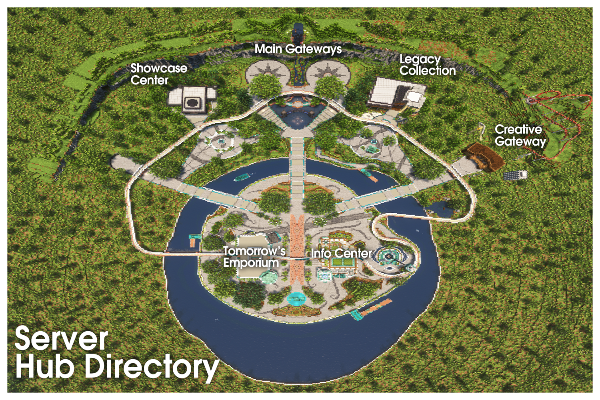 Main Gateways
Showcase
Center
Legacy
Collection
Creative
Gateway
Tomorrow's
Emporium
Info Center
Server
Hub Directory